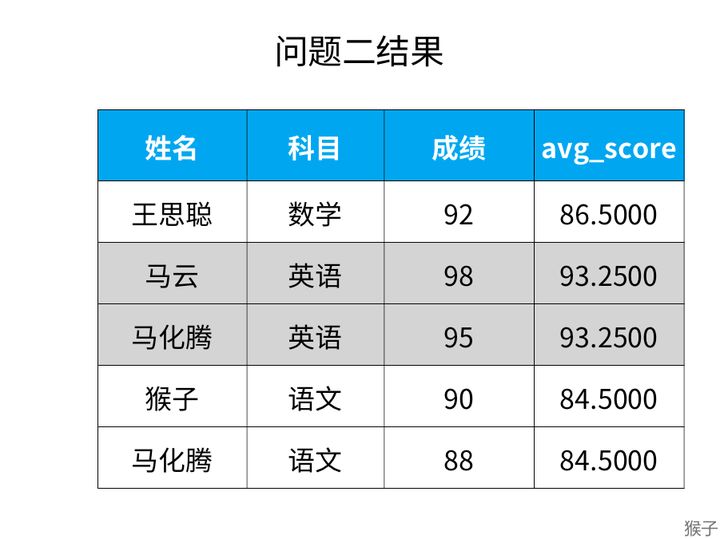 问题二结果
姓名 科目 成绩 avg_score
王思聪 数学 92 86.5000
马云 英语 98 93.2500
马化腾 英语 95 93.2500
猴子 语文 90 84.5000
马化腾 语文 88 84.5000
猴子